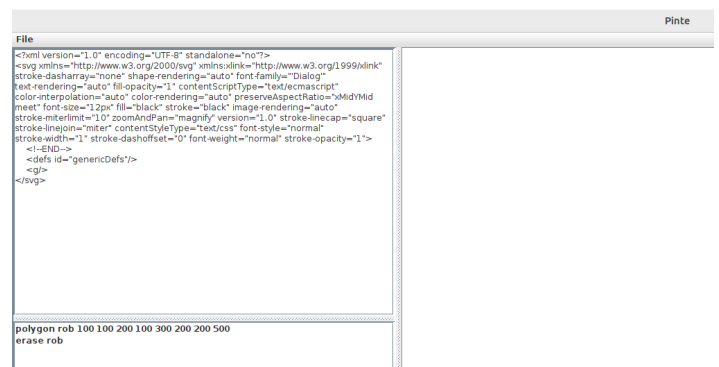 Pinte
File
<?xml version="1.0" encoding="UTF-8" standalone="no"?>
<svg xmlns="http://www.w3.org/2000/svg" xmlns:xlink="http://www.w3.org/1999/xlink"
stroke-dasharray="none" shape-rendering="auto" font-family="'Dialog'"
text-rendering="auto" fill-opacity="1" contentScriptType="text/ecmascript"
color-interpolation="auto" color-rendering="auto" preserveAspectRatio="xMidYMid
meet" font-size="12px" fill="black" stroke="black" image-rendering="auto"
stroke-miterlimit="10" zoomAndPan="magnify" version="1.0" stroke-linecap="square"
stroke-linejoin="miter" contentStyleType="text/css" font-style="normal"
stroke-width="1" stroke-dashoffset="0" font-weight="normal" stroke-opacity="1">
<!--END-->
<defs id="genericDefs"/>
<g/>
</svg>
polygon rob 100 100 200 100 300 200 200 500
erase rob